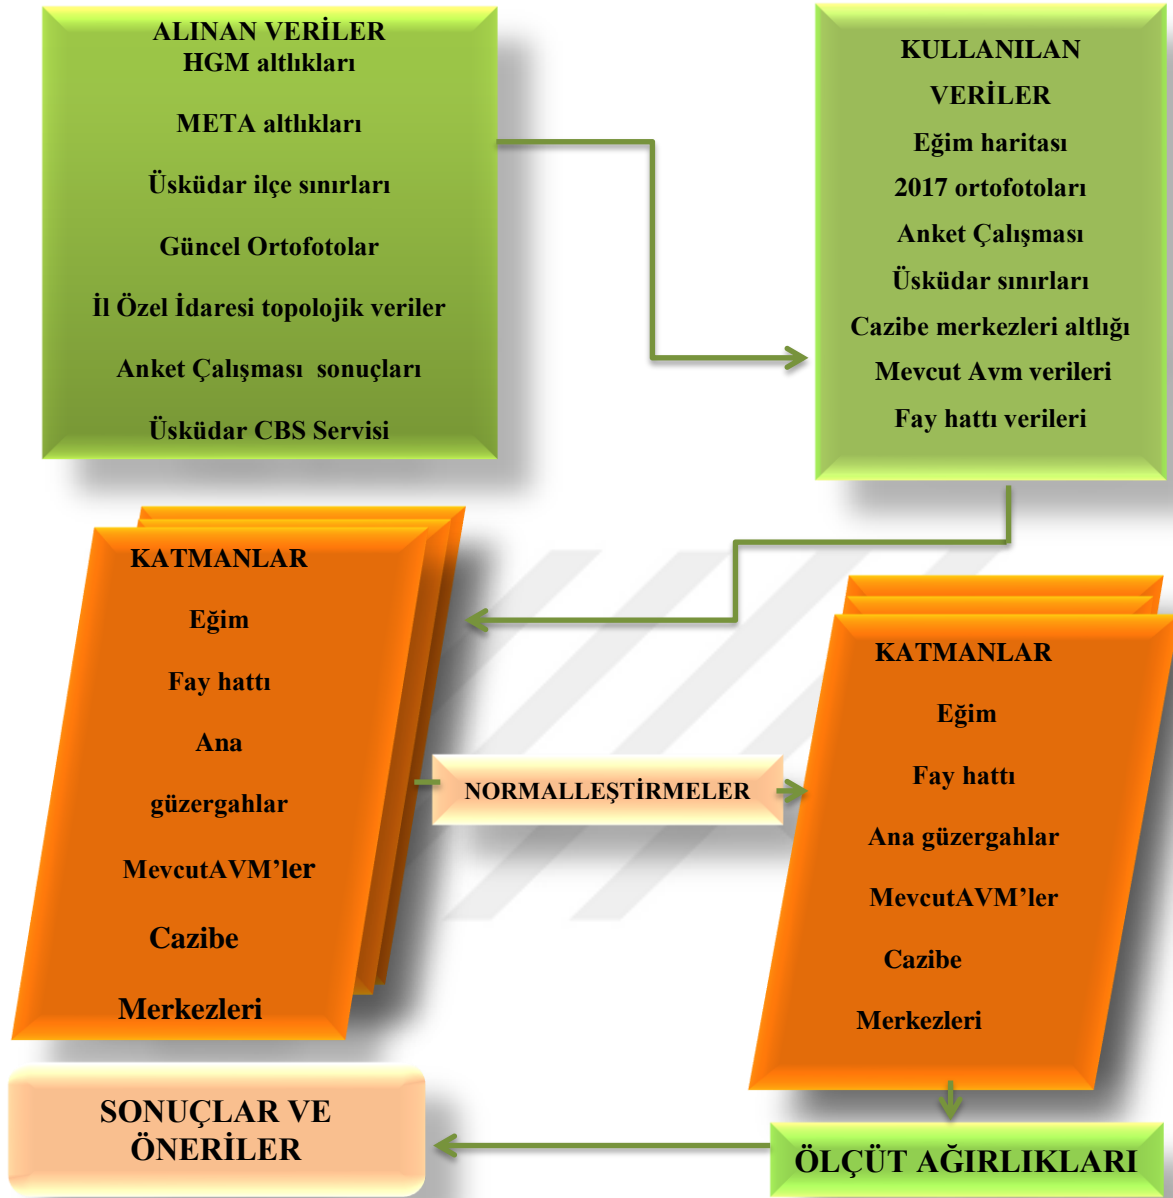 ALINAN VERİLER
HGM altlıkları
META altlıkları
Üsküdar ilçe sınırları
Güncel Ortofotolar
İl Özel İdaresi topolojik veriler
Anket Çalışması sonuçları
Üsküdar CBS Servisi
KULLANILAN
VERİLER
Eğim haritası
2017 ortofotoları
Anket Çalışması
Üsküdar sınırları
Cazibe merkezleri altlığı
Mevcut Avm verileri
Fay hattı verileri
KATMANLAR
Eğim
Fay hattı
Ana
güzergahlar
MevcutAVM’ler
Cazibe
Merkezleri
NORMALLEŞTİRMELER
KATMANLAR
Eğim
Fay hattı
Ana güzergahlar
MevcutAVM’ler
Cazibe
Merkezleri
ÖLÇÜT AĞIRLIKLARI
SONUÇLAR VE
ÖNERİLER